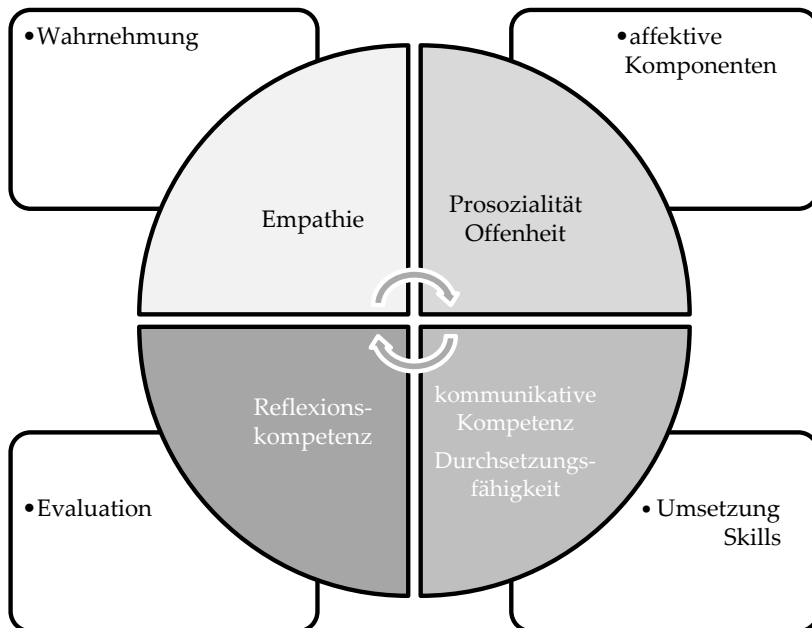 •Wahrnehmung
•affektive
Komponenten
Empathie
Prosozialität
Offenheit
Reflexions-
kompetenz
kommunikative
Kompetenz
Durchsetzungs-
fähigkeit
•Evaluation
• Umsetzung
Skills